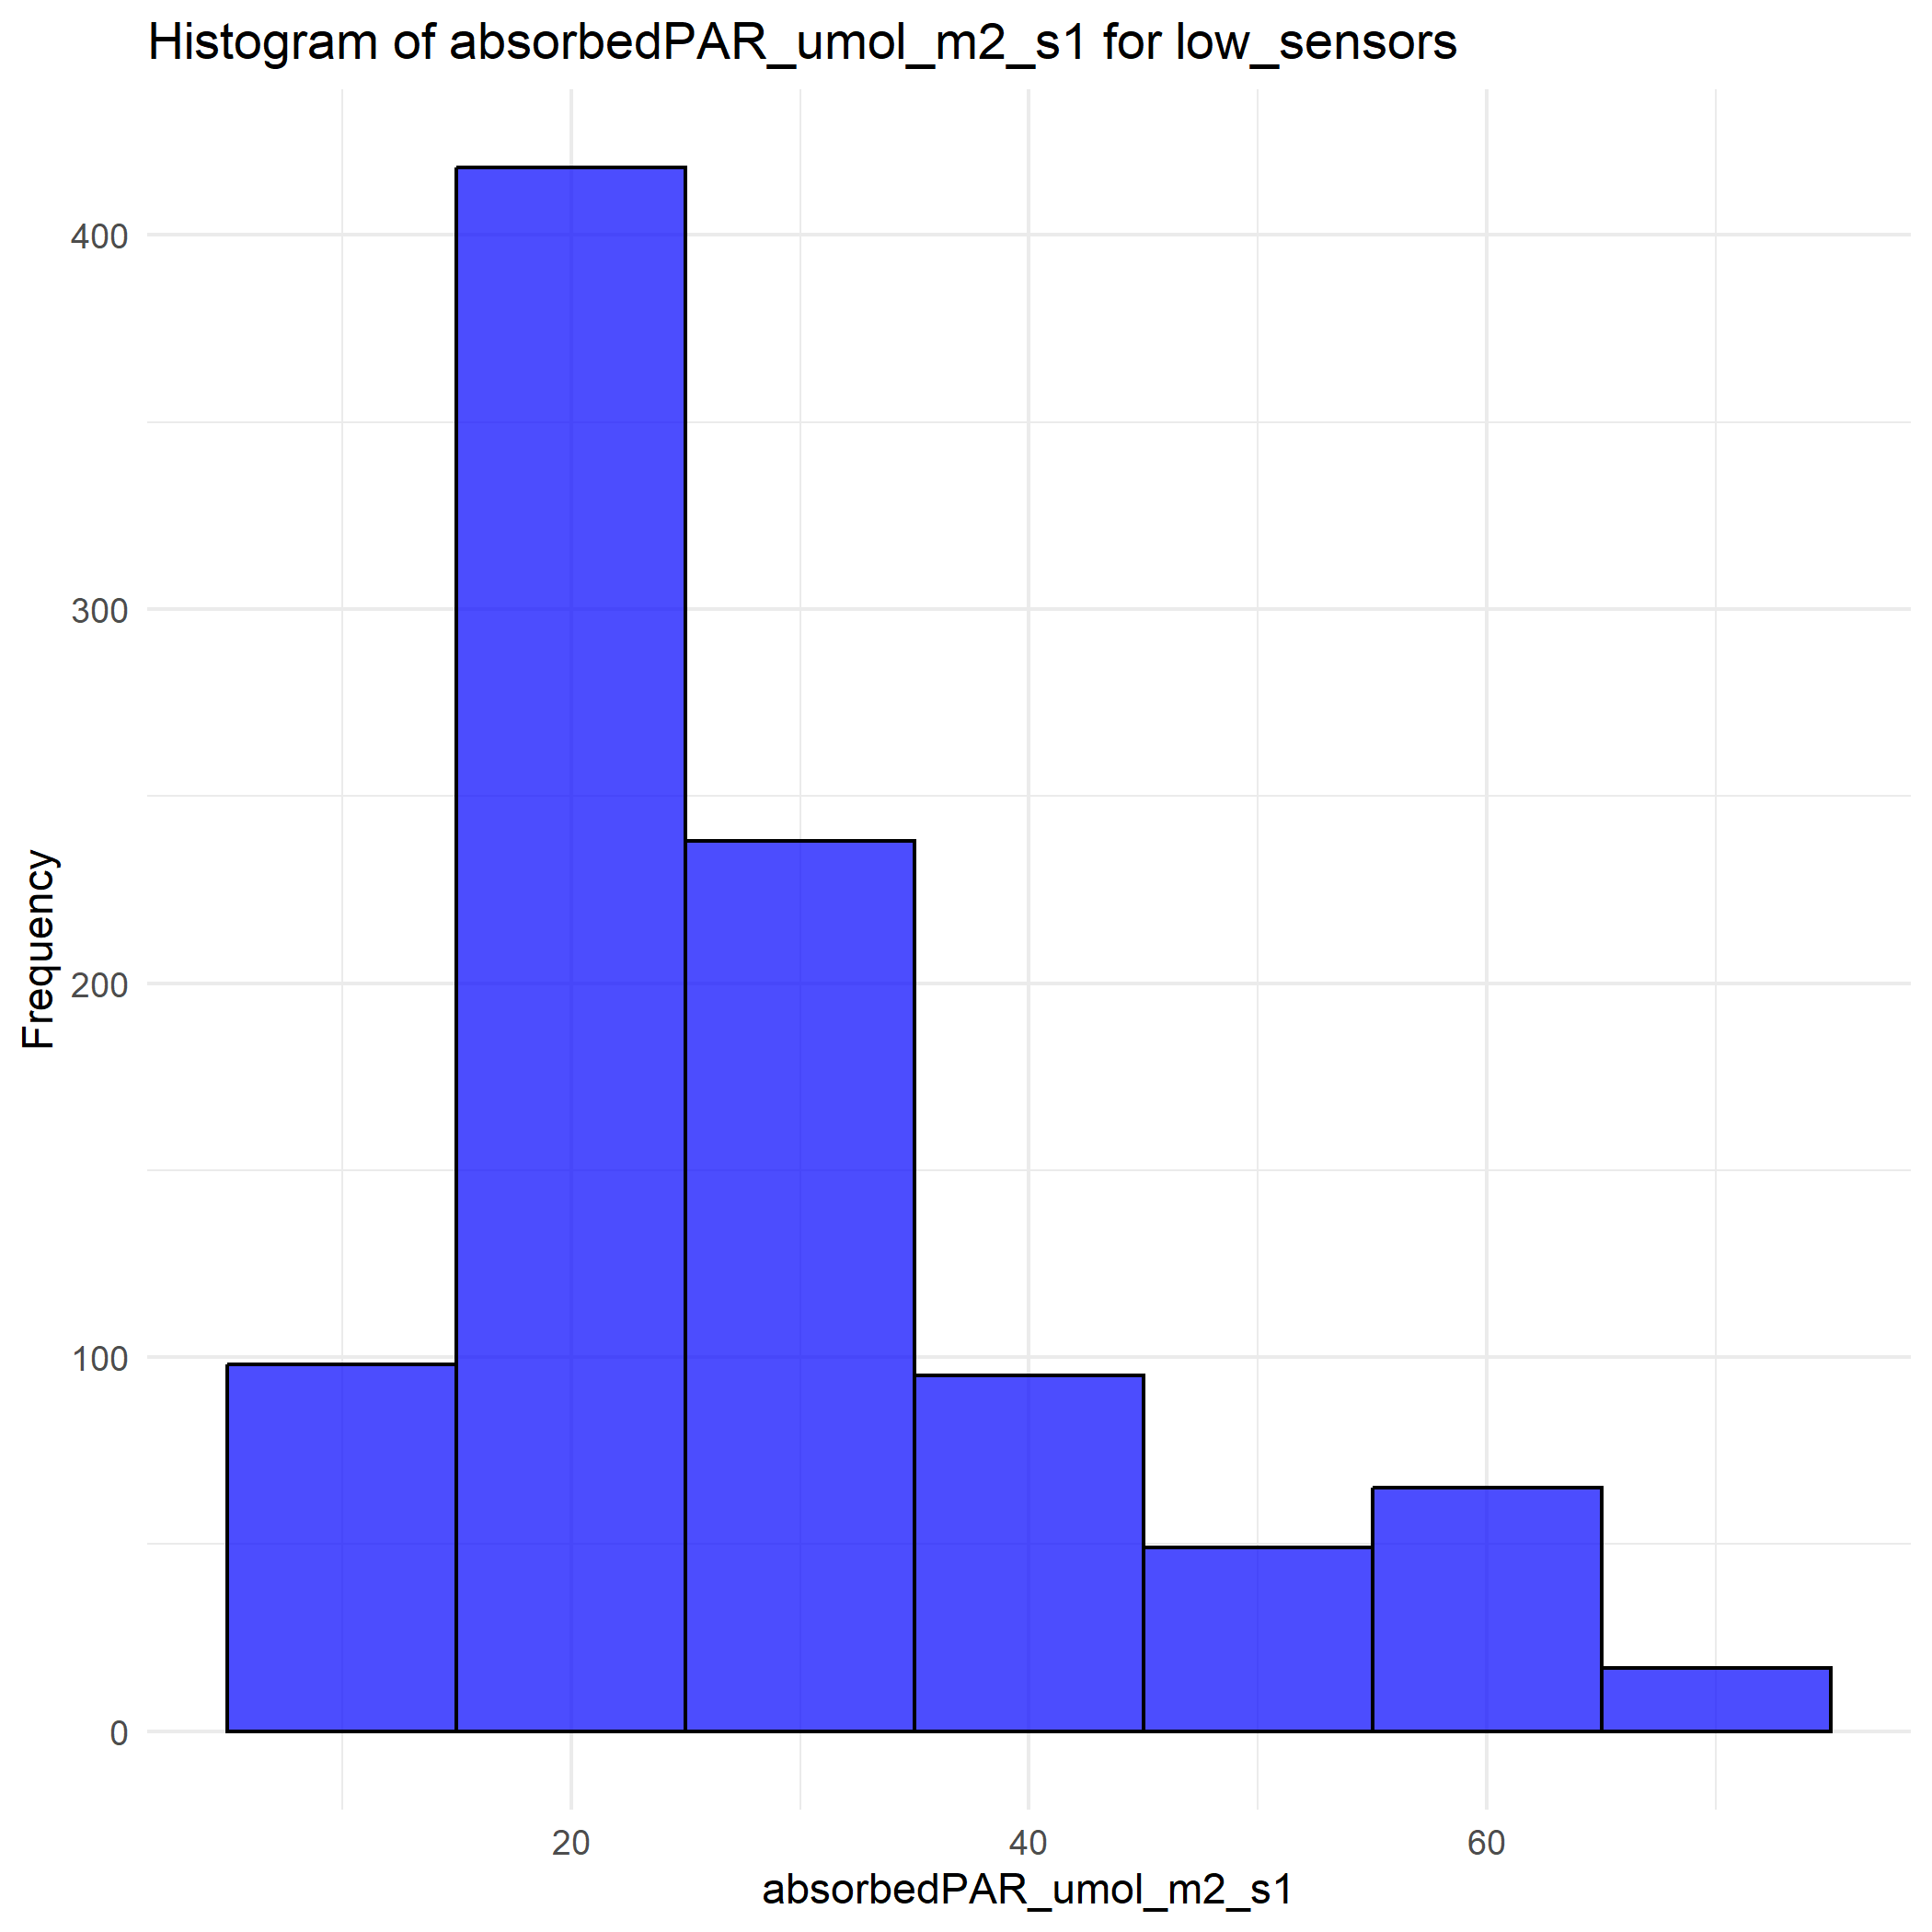 Histogram of absorbedPAR_umol_m2_s1 for low_sensors
Frequency
400
300
200
100
0
20 40 60
absorbedPAR_umol_m2_s1